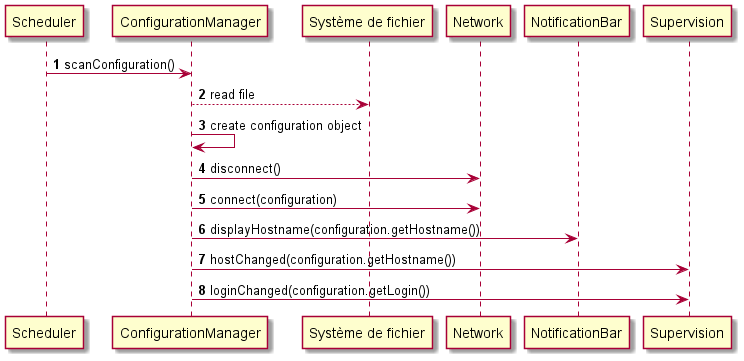 Scheduler ConfigurationManager Système de fichier Network NotificationBar Supervision
1 scanConfiguration()
2 read file
3 create configuration object
4 disconnect()
5 connect(configuration)
6 displayHostname(configuration.getHostname())
7 hostChanged(configuration.getHostname())
8 loginChanged(configuration.getLogin())
Scheduler ConfigurationManager Système de fichier Network NotificationBar Supervision